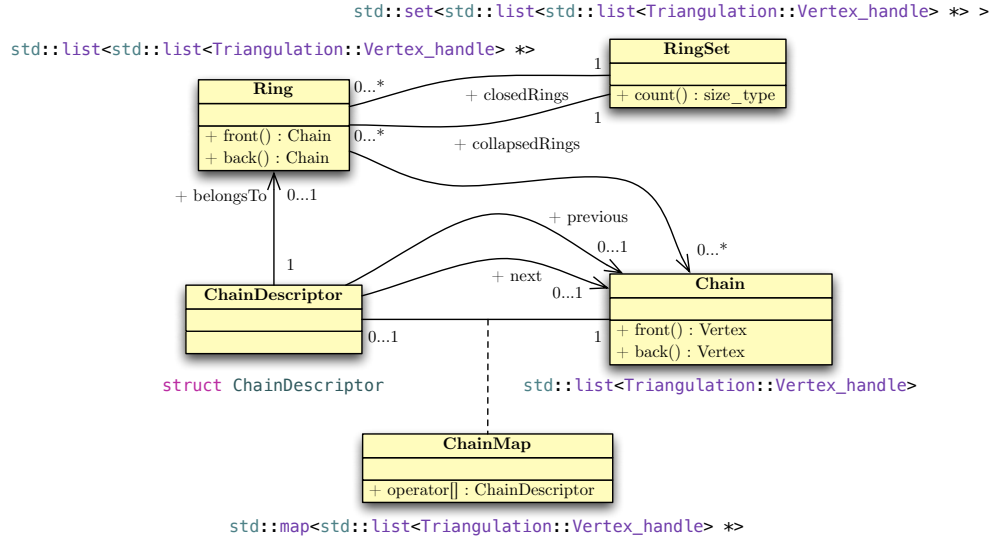 std::set<std::list<std::list<Triangulation::Vertex_handle> *> >
std::list<std::list<Triangulation::Vertex_handle> *>
RingSet
+ count() : size_type
1
1
Ring
+ front() : Chain
+ back() : Chain
0...*
0...*
+ closedRings
+ collapsedRings
+ belongsTo
0...1
1
+ previous
0...1
0...*
+ next
0...1
ChainDescriptor
0...1
1
Chain
+ front() : Vertex
+ back() : Vertex
struct ChainDescriptor
std::list<Triangulation::Vertex_handle>
ChainMap
+ operator[] : ChainDescriptor
std::map<std::list<Triangulation::Vertex_handle> *>